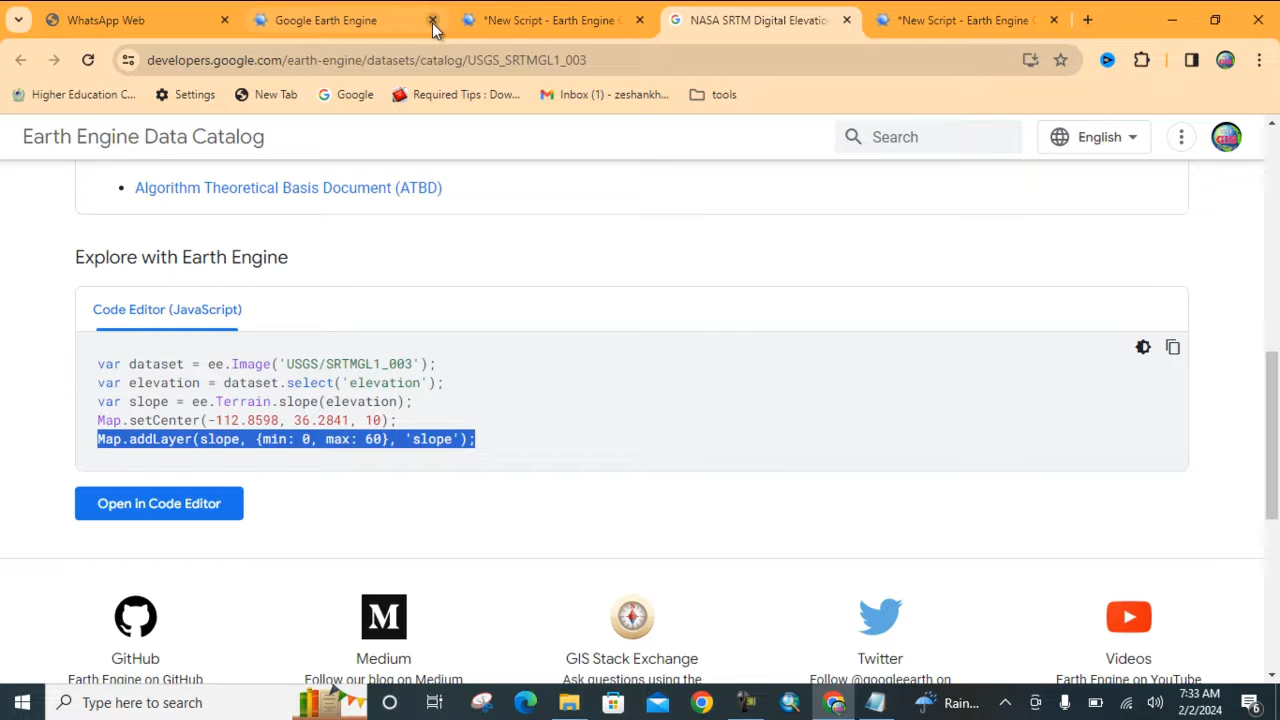 WhatsApp Web
Google Earth Engine
*New Script - Earth Engine
NASA SRTM Digital Elevatio
*New Script - Earth Engine
developers.google.com/earth-engine/datasets/catalog/USGS_SRTMGL1_003
Higher Education C...
Settings
New Tab
Google
Required Tips : Dow...
Inbox (1) - zeshankh...
tools
Earth Engine Data Catalog
Search
English
Algorithm Theoretical Basis Document (ATBD)
Explore with Earth Engine
Code Editor (JavaScript)
var dataset = ee.Image('USGS/SRTMGL1_003');
var elevation = dataset.select('elevation');
var slope = ee.Terrain.slope(elevation);
Map.setCenter(-112.8598, 36.2841, 10);
Map.addLayer(slope, {min: 0, max: 60}, 'slope');
Open in Code Editor
GitHub
Medium
GIS Stack Exchange
Twitter
Videos
Earth Engine on GitHub
Follow our blog on Medium
Ask questions using the
Follow @googleearth on
Earth Engine on YouTube
Type here to search
Rain...
7:33 AM
2/2/2024
6